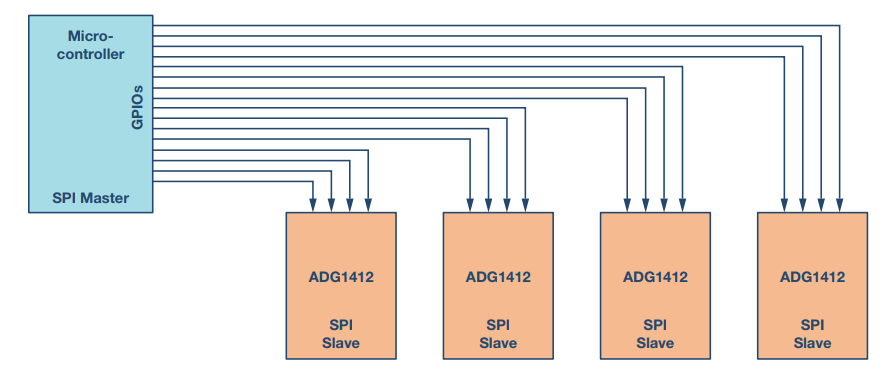 Micro-
controller
GPIOs
SPI Master
ADG1412
SPI
Slave
ADG1412
SPI
Slave
ADG1412
SPI
Slave
ADG1412
SPI
Slave